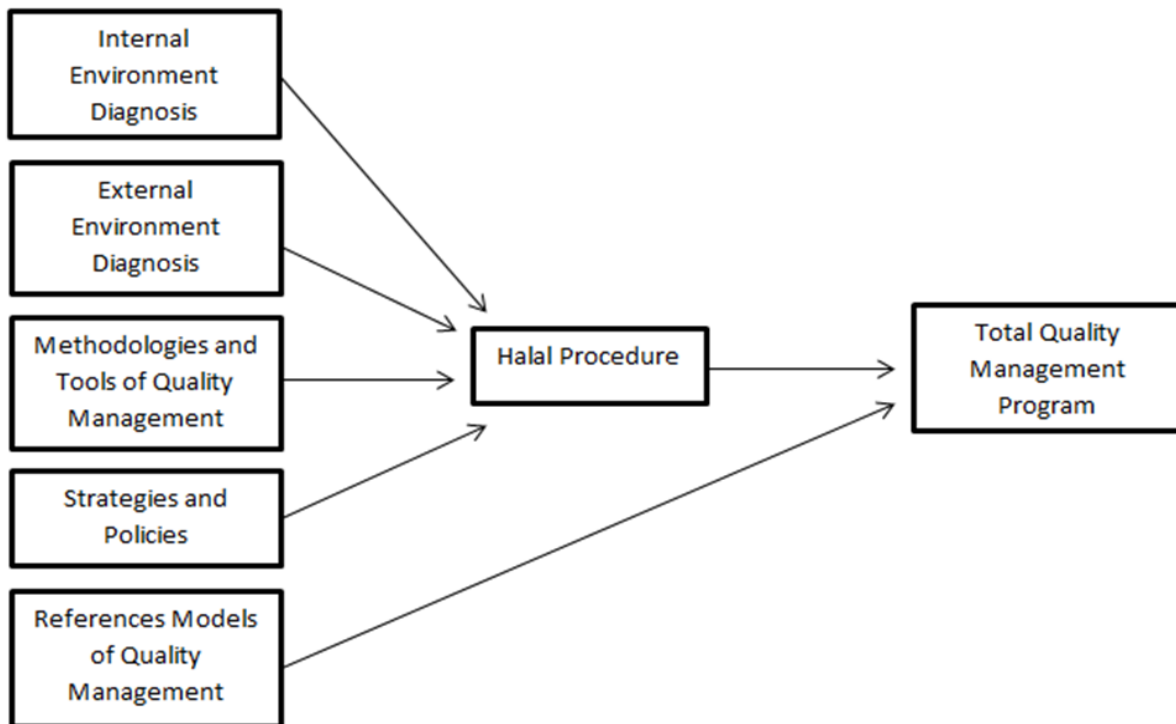 Internal
Environment
Diagnosis
External
Environment
Diagnosis
Methodologies and
Tools of Quality
Management
Strategies and
Policies
References Models
of Quality
Management
Halal Procedure
Total Quality
Management
Program